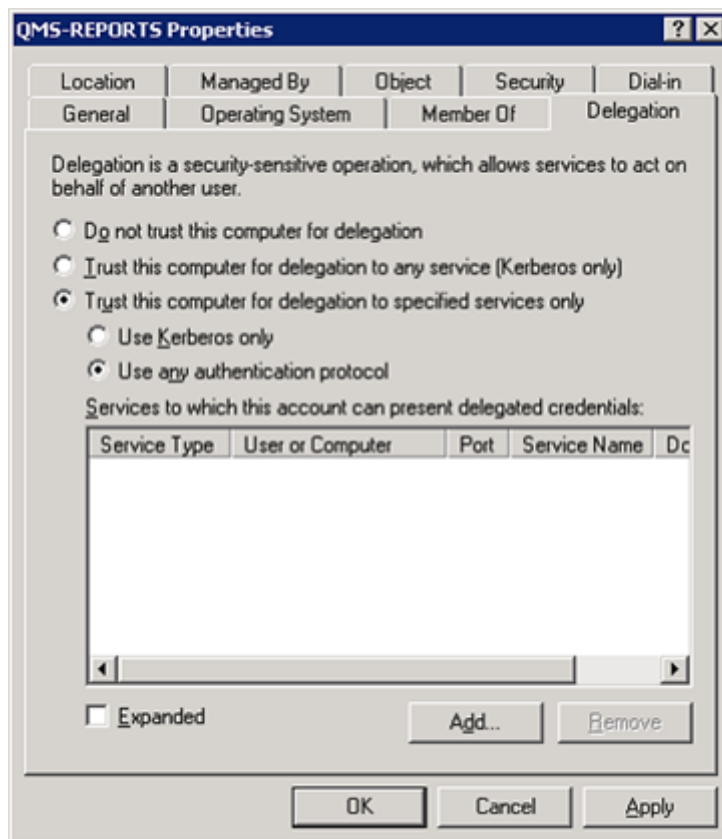 QMS-REPORTS Properties
Location Managed By Object Security Dial-in
General Operating System Member Of Delegation
Delegation is a security-sensitive operation, which allows services to act on
behalf of another user.
Do not trust this computer for delegation
Trust this computer for delegation to any service (Kerberos only)
Trust this computer for delegation to specified services only
Use Kerberos only
Use any authentication protocol
Services to which this account can present delegated credentials:
Service Type User or Computer Port Service Name Do
Expanded Add... Remove
OK Cancel Apply